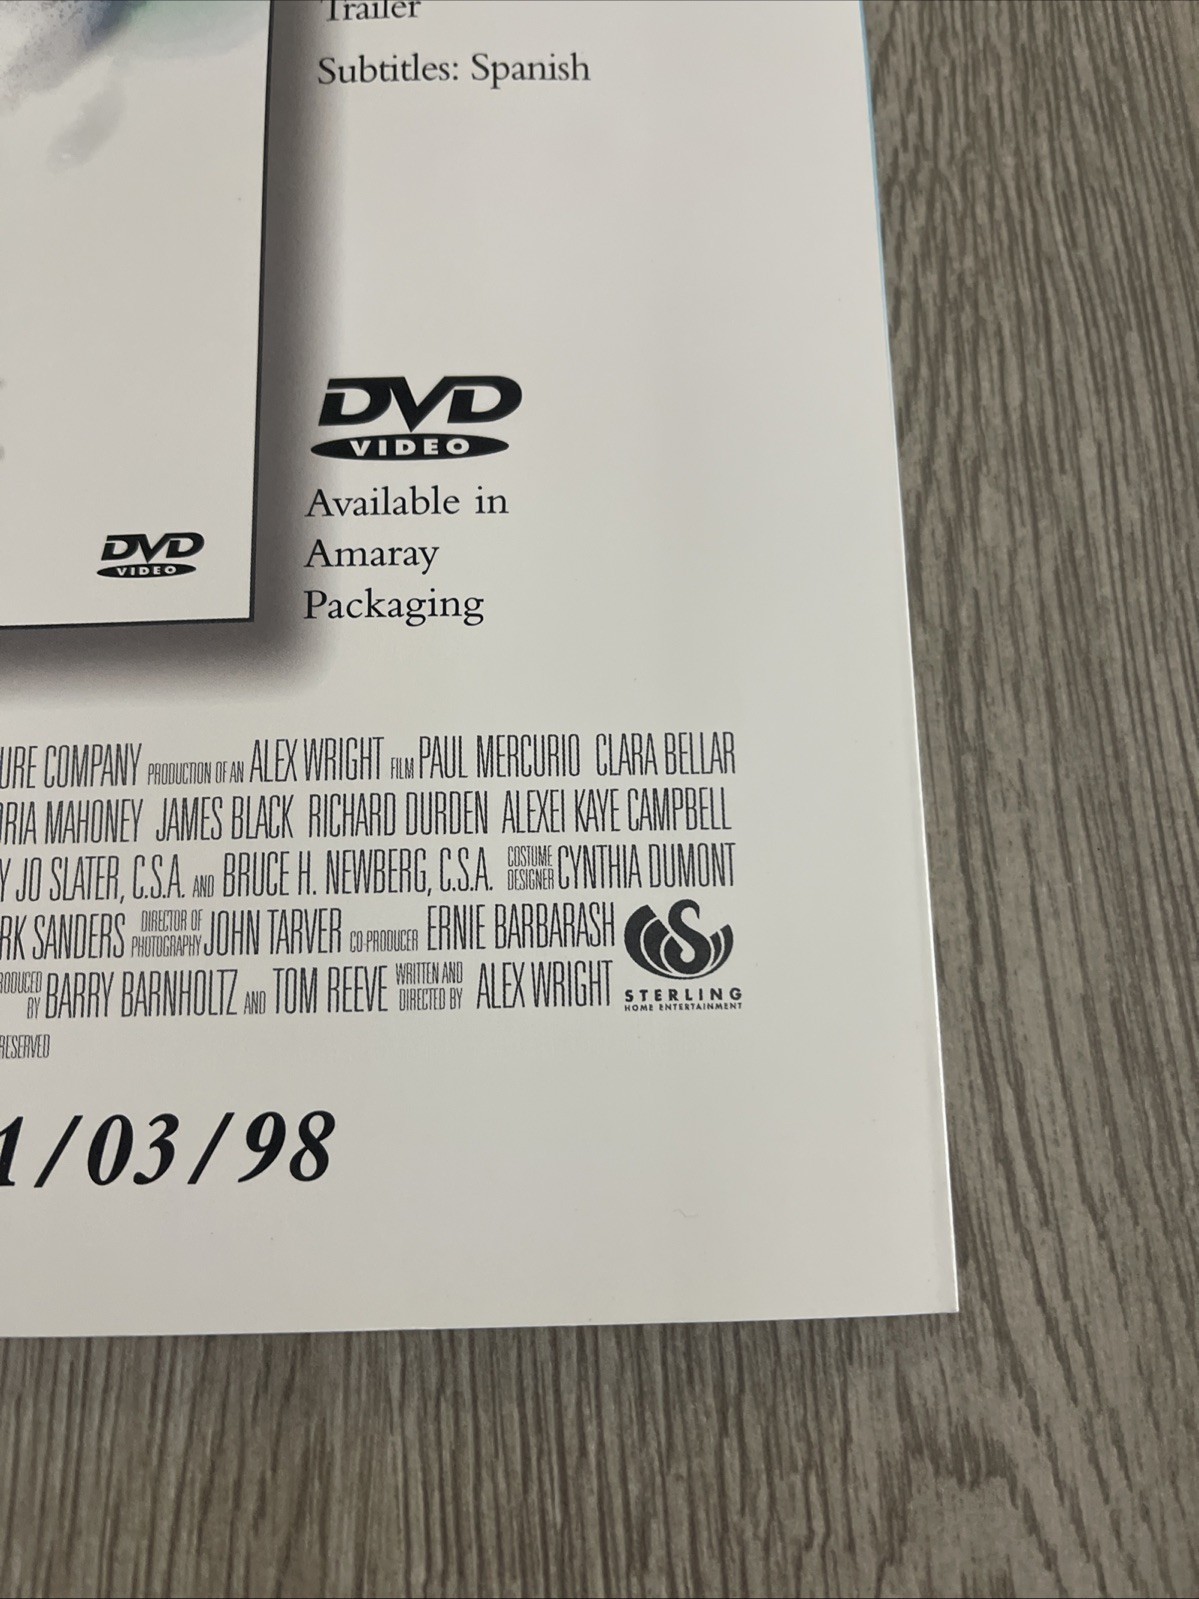 Trailer
Subtitles: Spanish
DVD
VIDEO
Available in
Amaray
Packaging
DVD
VIDEO
URE COMPANY PRODUCTION OF AN ALEX WRIGHT FILM PAUL MERCURIO CLARA BELLAR
RIA MAHONEY JAMES BLACK RICHARD DURDEN ALEXEI KAYE CAMPBELL
Y JO SLATER, C.S.A. AND BRUCE H. NEWBERG, C.S.A. COSTUME DESIGNER CYNTHIA DUMONT
RK SANDERS DIRECTOR OF PHOTOGRAPHY JOHN TARVER CO-PRODUCER ERNIE BARBARASH
ODUCED BY BARRY BARNHOLTZ AND TOM REEVE WRITTEN AND DIRECTED BY ALEX WRIGHT
S
STERLING
HOME ENTERTAINMENT
RESERVED
1/03/98